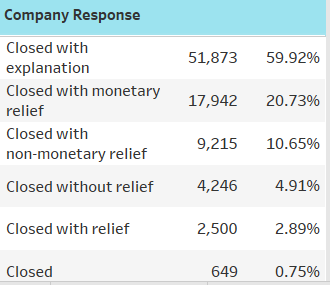 Company Response
Closed with
explanation 51,873 59.92%
Closed with monetary
relief 17,942 20.73%
Closed with
non-monetary relief 9,215 10.65%
Closed without relief 4,246 4.91%
Closed with relief 2,500 2.89%
Closed 649 0.75%